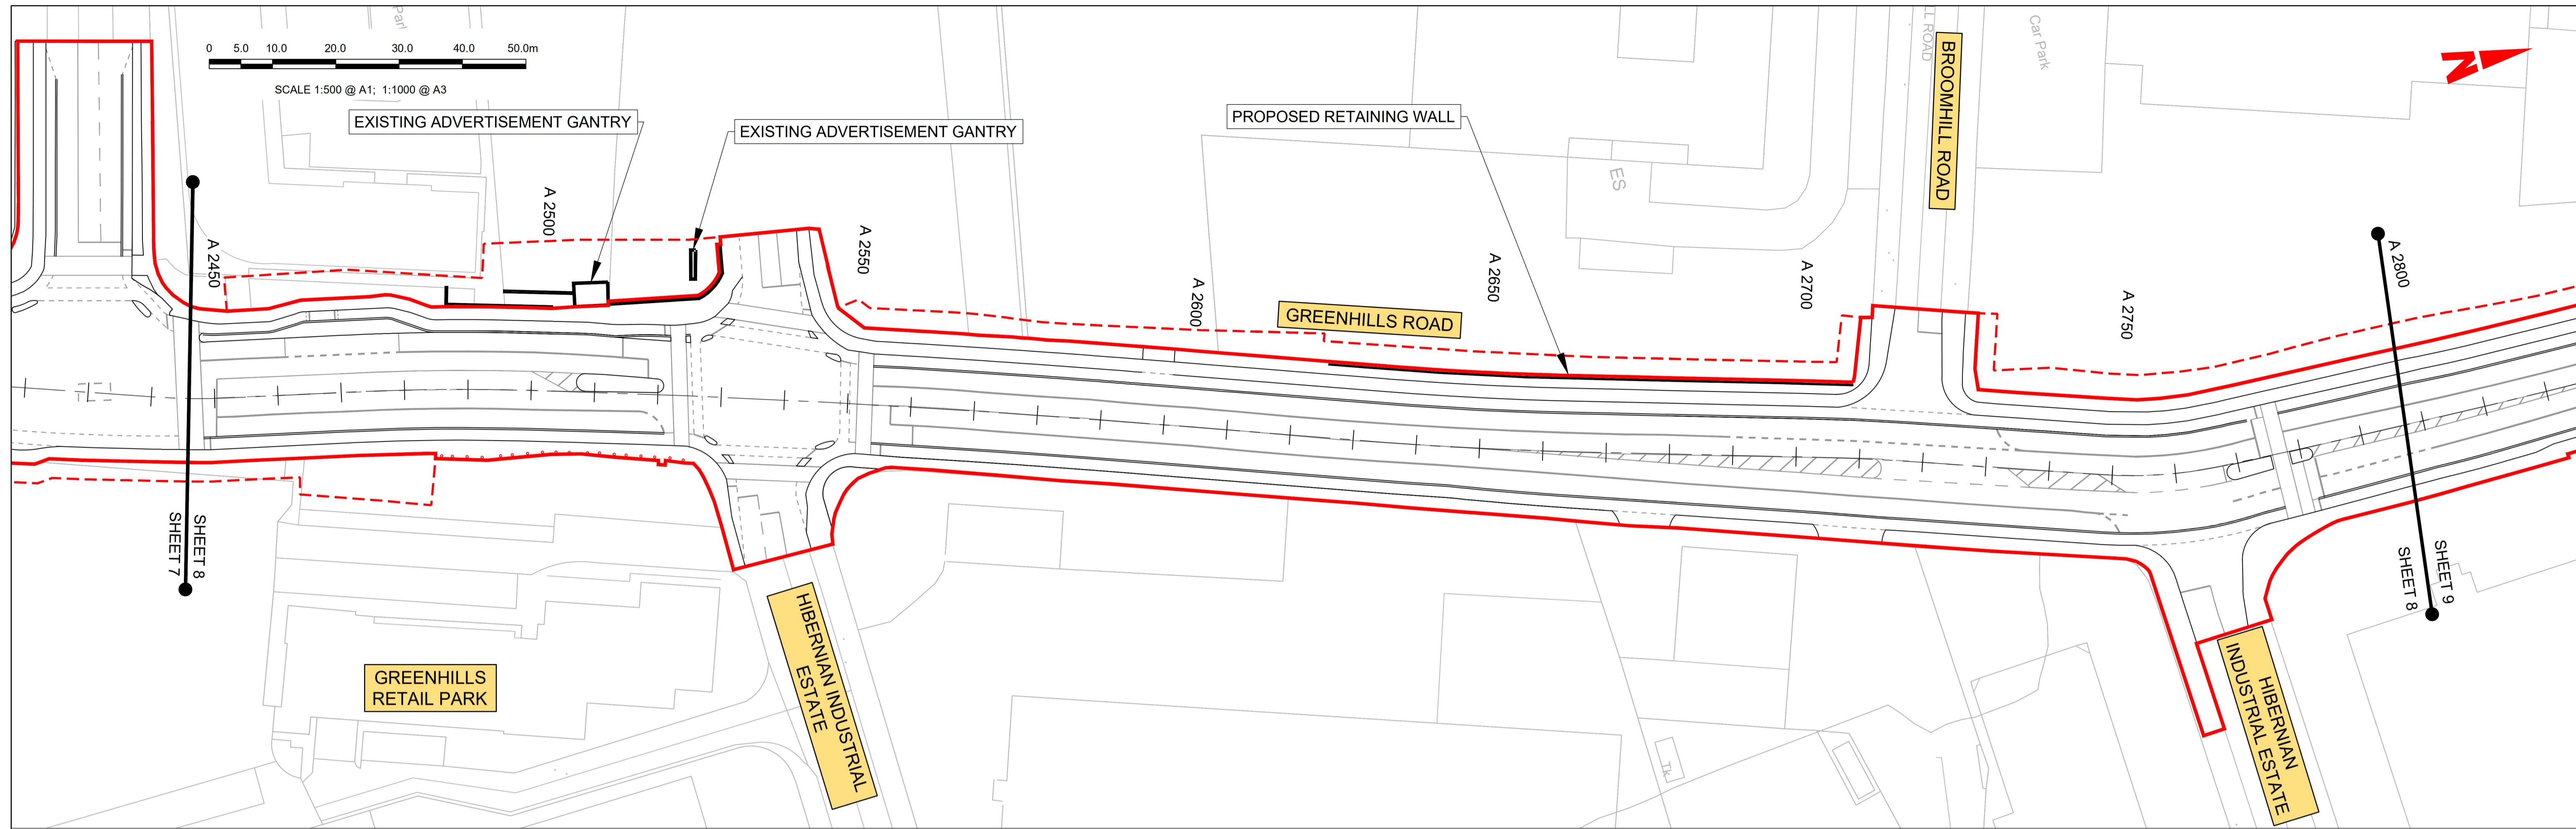 0 5.0 10.0 20.0 30.0 40.0 50.0m
SCALE 1:500 @ A1; 1:1000 @ A3
EXISTING ADVERTISEMENT GANTRY
EXISTING ADVERTISEMENT GANTRY
PROPOSED RETAINING WALL
BROOMHILL ROAD
LL ROAD
Car Park
N
ES
A 2450
A 2500
A 2550
A 2600
A 2650
A 2700
A 2750
A 2800
GREENHILLS ROAD
SHEET 8
SHEET 7
SHEET 9
SHEET 8
GREENHILLS
RETAIL PARK
HIBERNIAN INDUSTRIAL
ESTATE
HIBERNIAN
INDUSTRIAL ESTATE
Tk